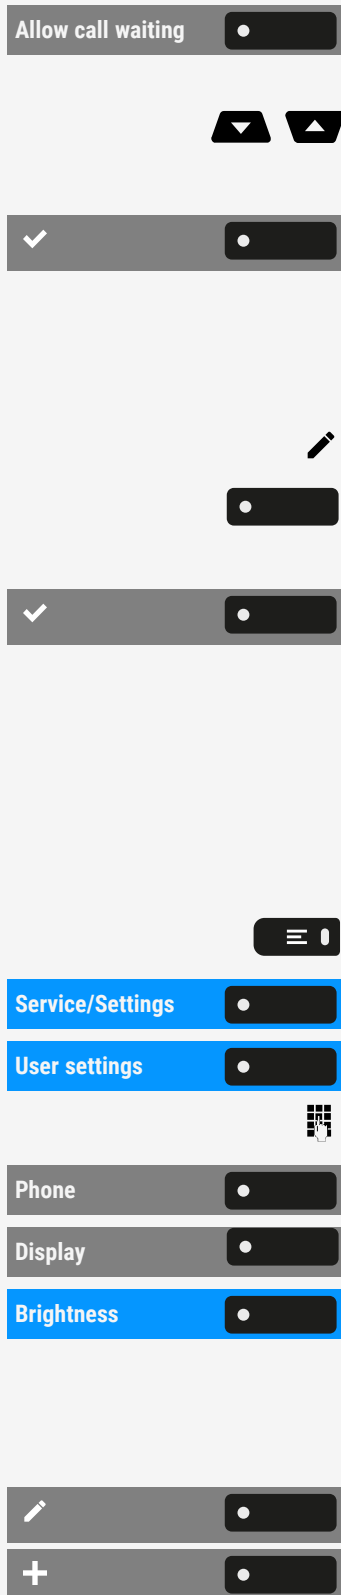 Allow call waiting
Service/Settings
User settings
Phone
Display
Brightness